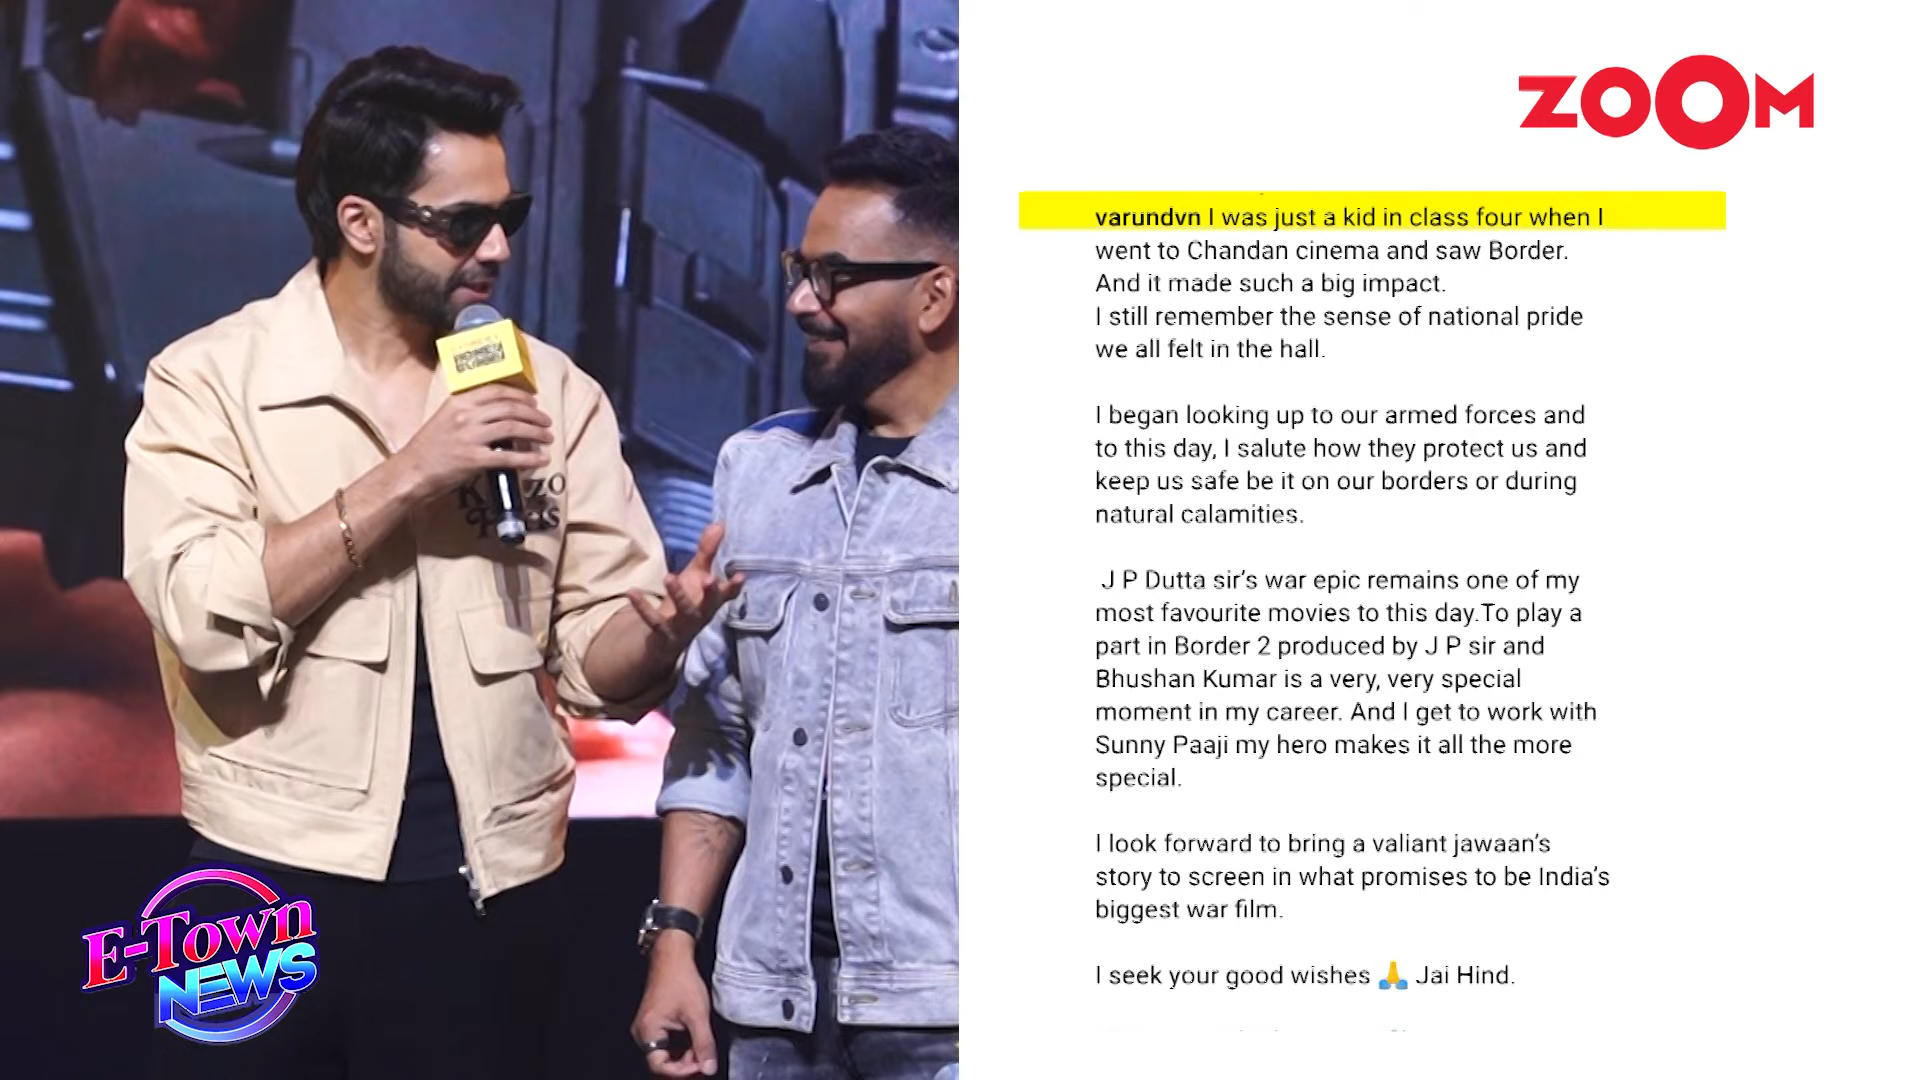 ZOOM
varundvn I was just a kid in class four when I
went to Chandan cinema and saw Border.
And it made such a big impact.
I still remember the sense of national pride
we all felt in the hall.
I began looking up to our armed forces and
to this day, I salute how they protect us and
keep us safe be it on our borders or during
natural calamities.
J P Dutta sir's war epic remains one of my
most favourite movies to this day.To play a
part in Border 2 produced by J P sir and
Bhushan Kumar is a very, very special
moment in my career. And I get to work with
Sunny Paaji my hero makes it all the more
special.
I look forward to bring a valiant jawaan's
story to screen in what promises to be India's
biggest war film.
I seek your good wishes 🙏 Jai Hind.
E-TOWN
NEWS